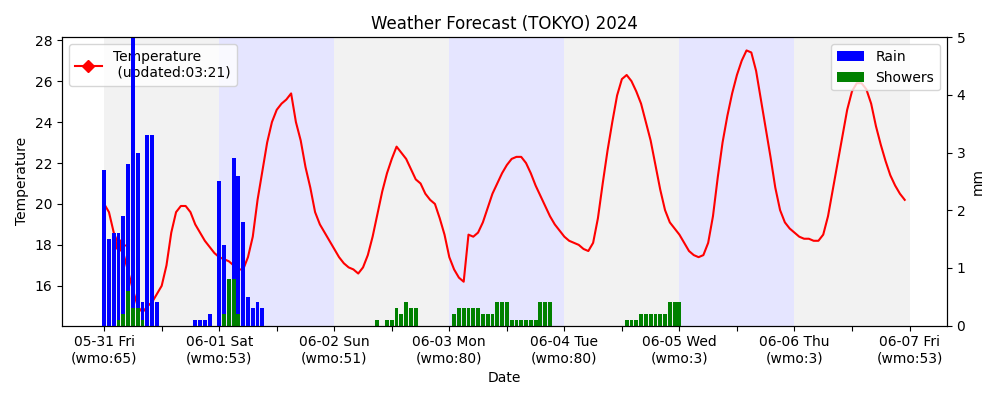 Weather Forecast (TOKYO) 2024
Temperature
(updated:03:21)
Rain
Showers
28
26
24
22
20
18
16
Temperature
5
4
3
2
1
0
mm
05-31 Fri
(wmo:65)
06-01 Sat
(wmo:53)
06-02 Sun
(wmo:51)
06-03 Mon
(wmo:80)
06-04 Tue
(wmo:80)
06-05 Wed
(wmo:3)
06-06 Thu
(wmo:3)
06-07 Fri
(wmo:53)
Date